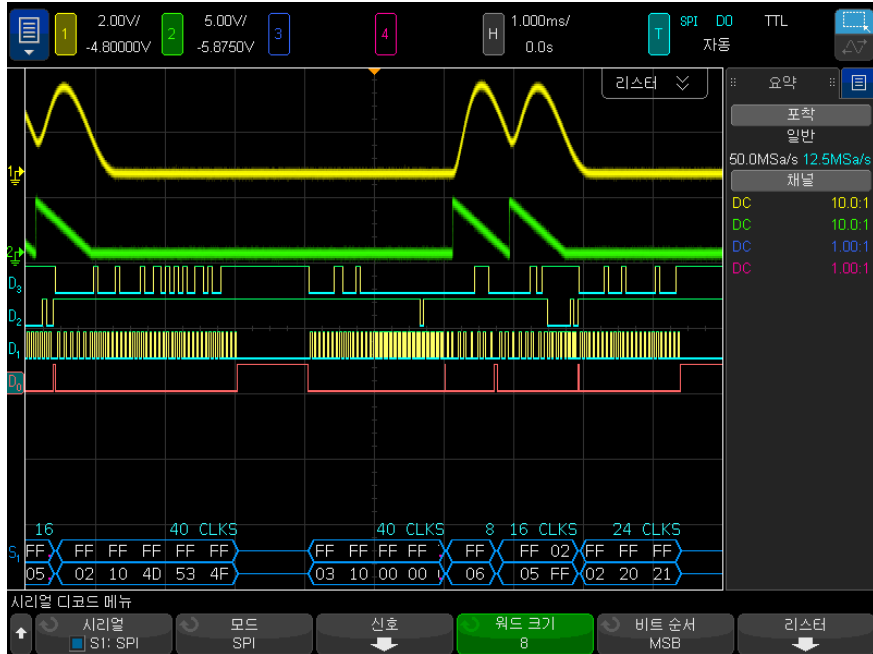 1 2.00V/ 2 5.00V/ 3 4 H 1.000ms/ T SPI D0 TTL
-4.80000V -5.8750V 0.0s 자동
리스터
요약
포착
일반
50.0MSa/s 12.5MSa/s
채널
DC 10.0:1
DC 10.0:1
DC 1.00:1
DC 1.00:1
1
2
D3
D2
D1
D0
16 40 CLKS 40 CLKS 8 16 CLKS 24 CLKS
S1 FF FF FF FF FF FF FF FF FF FF FF FF 02 FF FF FF
05 02 10 4D 53 4F 03 10 00 00 06 05 FF 02 20 21
시리얼 디코드 메뉴
시리얼 모드 신호 워드 크기 비트 순서 리스터
S1: SPI SPI 8 MSB